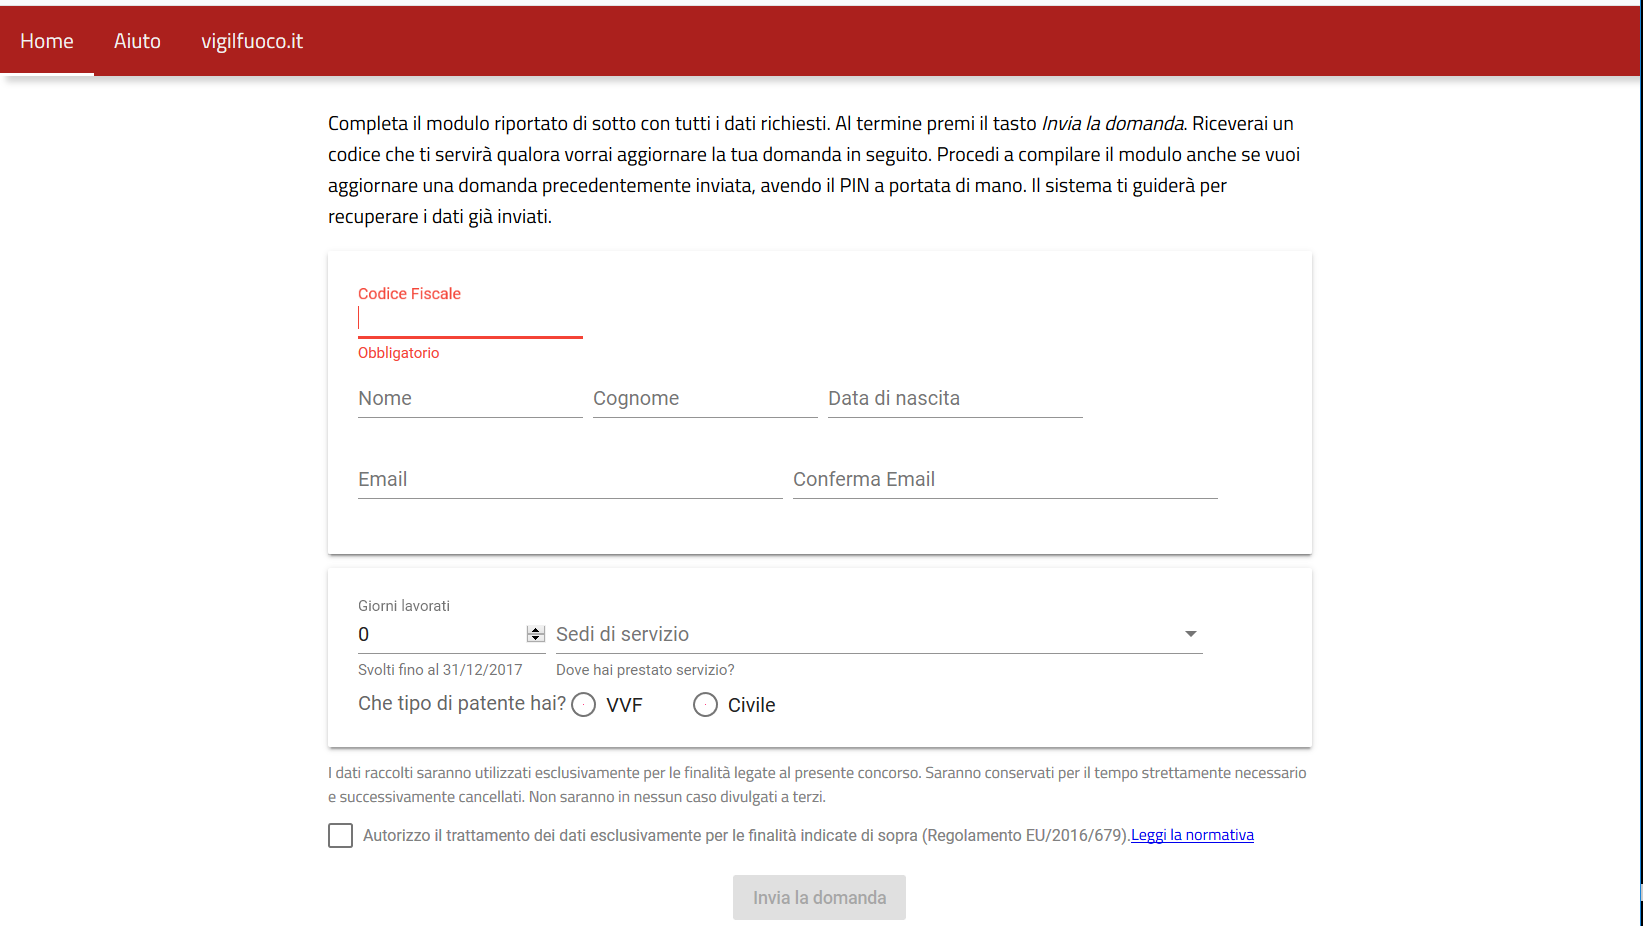 Home Aiuto vigilfuoco.it
Completa il modulo riportato di sotto con tutti i dati richiesti. Al termine premi il tasto Invia la domanda. Riceverai un
codice che ti servirà qualora vorrai aggiornare la tua domanda in seguito. Procedi a compilare il modulo anche se vuoi
aggiornare una domanda precedentemente inviata, avendo il PIN a portata di mano. Il sistema ti guiderà per
recuperare i dati già inviati.
Codice Fiscale
Obbligatorio
Nome Cognome Data di nascita
Email Conferma Email
Giorni lavorati
0 Sedi di servizio
Svolti fino al 31/12/2017 Dove hai prestato servizio?
Che tipo di patente hai? VVF Civile
I dati raccolti saranno utilizzati esclusivamente per le finalità legate al presente concorso. Saranno conservati per il tempo strettamente necessario
e successivamente cancellati. Non saranno in nessun caso divulgati a terzi.
Autorizzo il trattamento dei dati esclusivamente per le finalità indicate di sopra (Regolamento EU/2016/679).Leggi la normativa
Invia la domanda